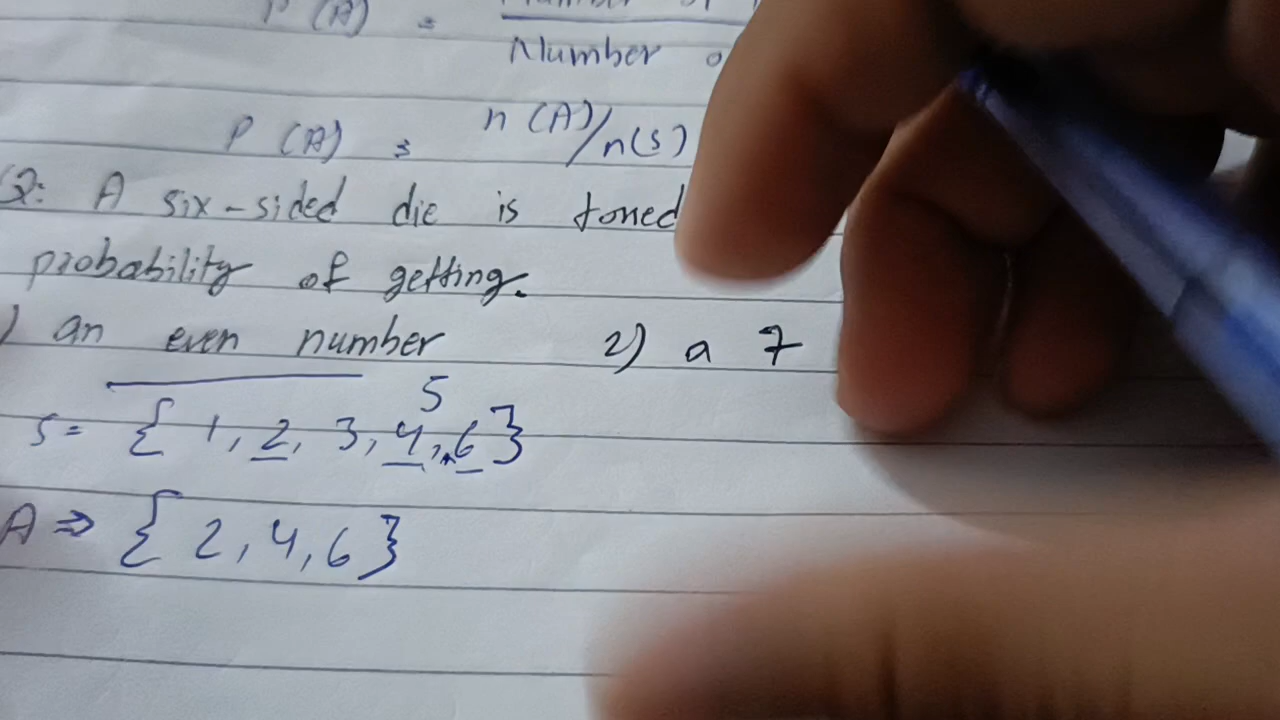 P (A) =
Number
P (A) = n (A)/n(s)
Q: A six-sided die is tossed
probability of getting.
) an even number 2) a 7
5
S = { 1, 2, 3, 4, 6 }
A ⇒ { 2, 4, 6 }